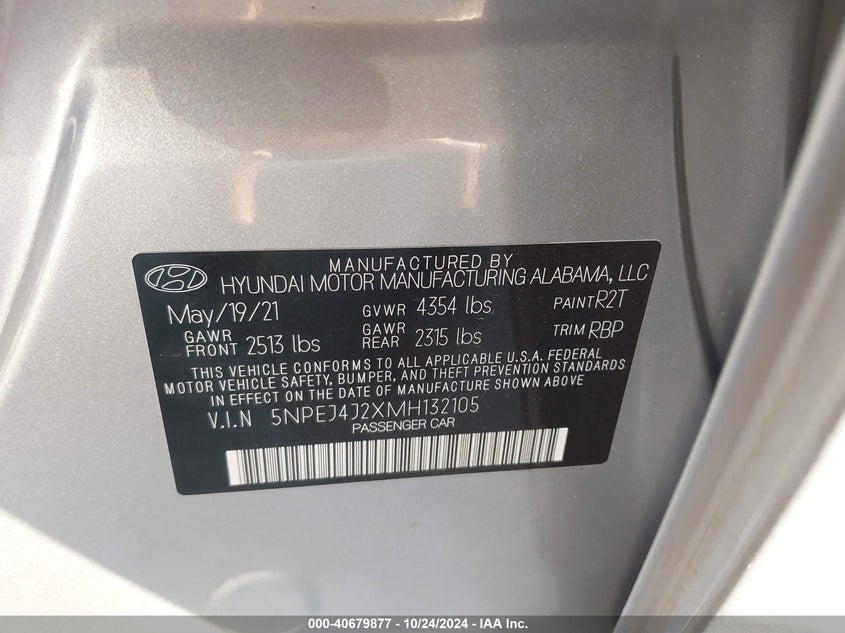 MANUFACTURED BY
HYUNDAI MOTOR MANUFACTURING ALABAMA, LLC
May/19/21 GVWR 4354 lbs PAINT R2T
GAWR FRONT 2513 lbs GAWR REAR 2315 lbs TRIM RBP
THIS VEHICLE CONFORMS TO ALL APPLICABLE U.S.A. FEDERAL
MOTOR VEHICLE SAFETY, BUMPER, AND THEFT PREVENTION STANDARDS
IN EFFECT ON THE DATE OF MANUFACTURE SHOWN ABOVE.
V.I.N 5NPEJ4J2XMH132105
PASSENGER CAR
000-40679877 - 10/24/2024 - IAA Inc.